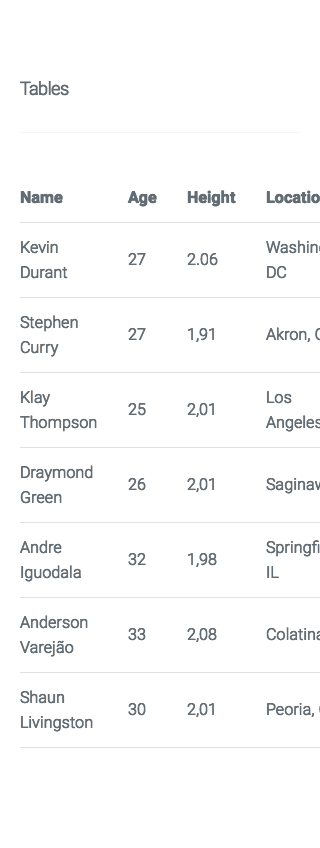 Tables
Name Age Height Locatio
Kevin
Durant 27 2.06 Washin
DC
Stephen
Curry 27 1,91 Akron,
Klay
Thompson 25 2,01 Los
Angeles
Draymond
Green 26 2,01 Saginaw
Andre
Iguodala 32 1,98 Springfi
IL
Anderson
Varejão 33 2,08 Colatina
Shaun
Livingston 30 2,01 Peoria,